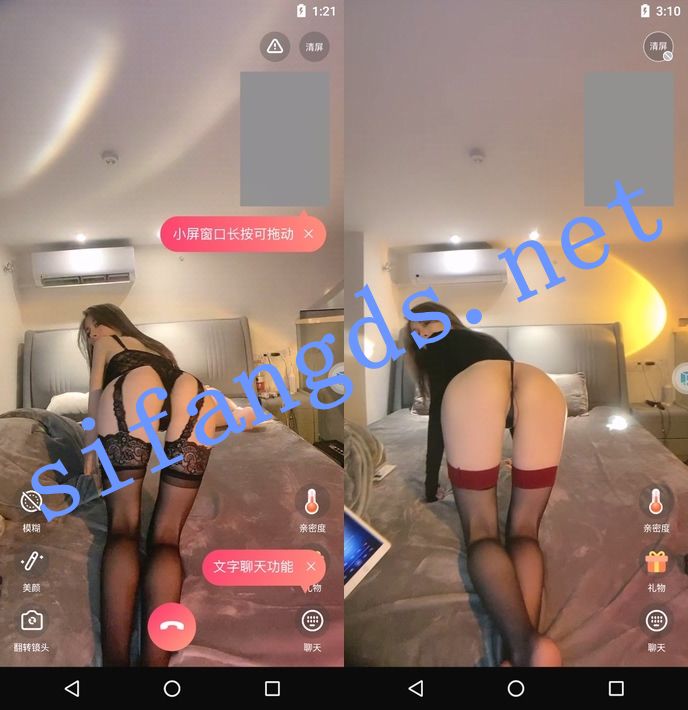 1:21
清屏
小屏窗口长按可拖动 ×
模糊
亲密度
美颜
文字聊天功能 ×
礼物
翻转镜头
聊天
3:10
清屏
亲密度
礼物
聊天
sifangds.net